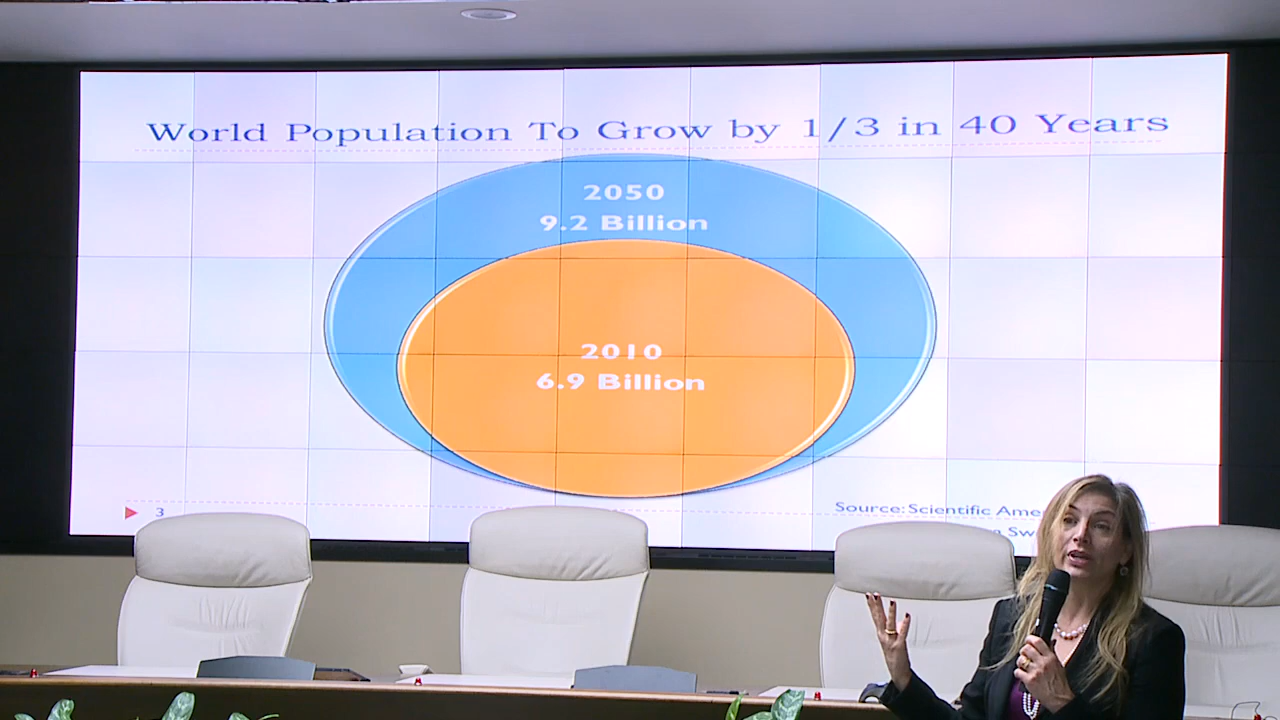 World Population To Grow by 1/3 in 40 Years
2050
9.2 Billion
2010
6.9 Billion
3
Source: Scientific